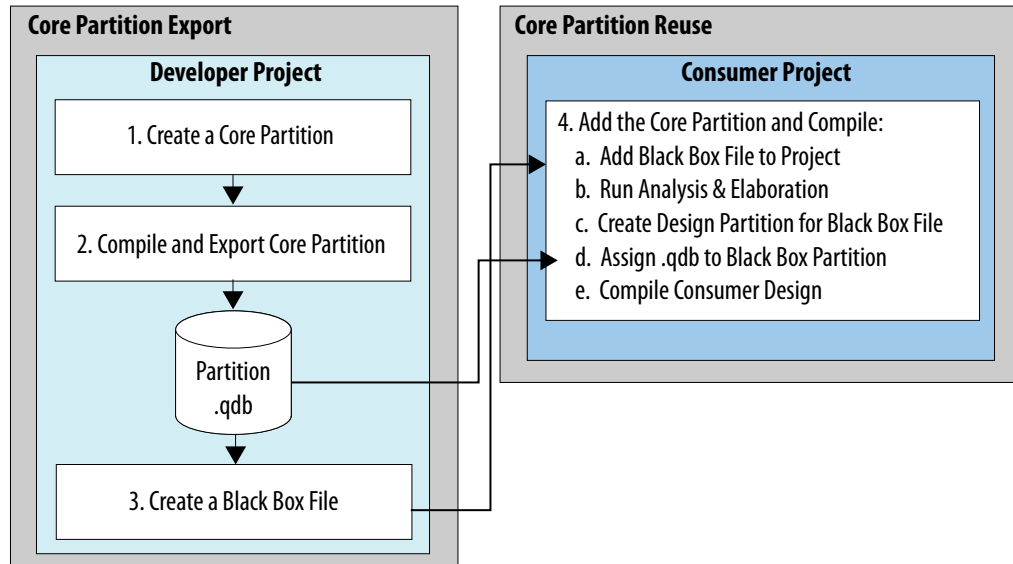 Core Partition Export
Developer Project
1. Create a Core Partition
2. Compile and Export Core Partition
Partition
.qdb
3. Create a Black Box File
Core Partition Reuse
Consumer Project
4. Add the Core Partition and Compile:
a. Add Black Box File to Project
b. Run Analysis & Elaboration
c. Create Design Partition for Black Box File
d. Assign .qdb to Black Box Partition
e. Compile Consumer Design